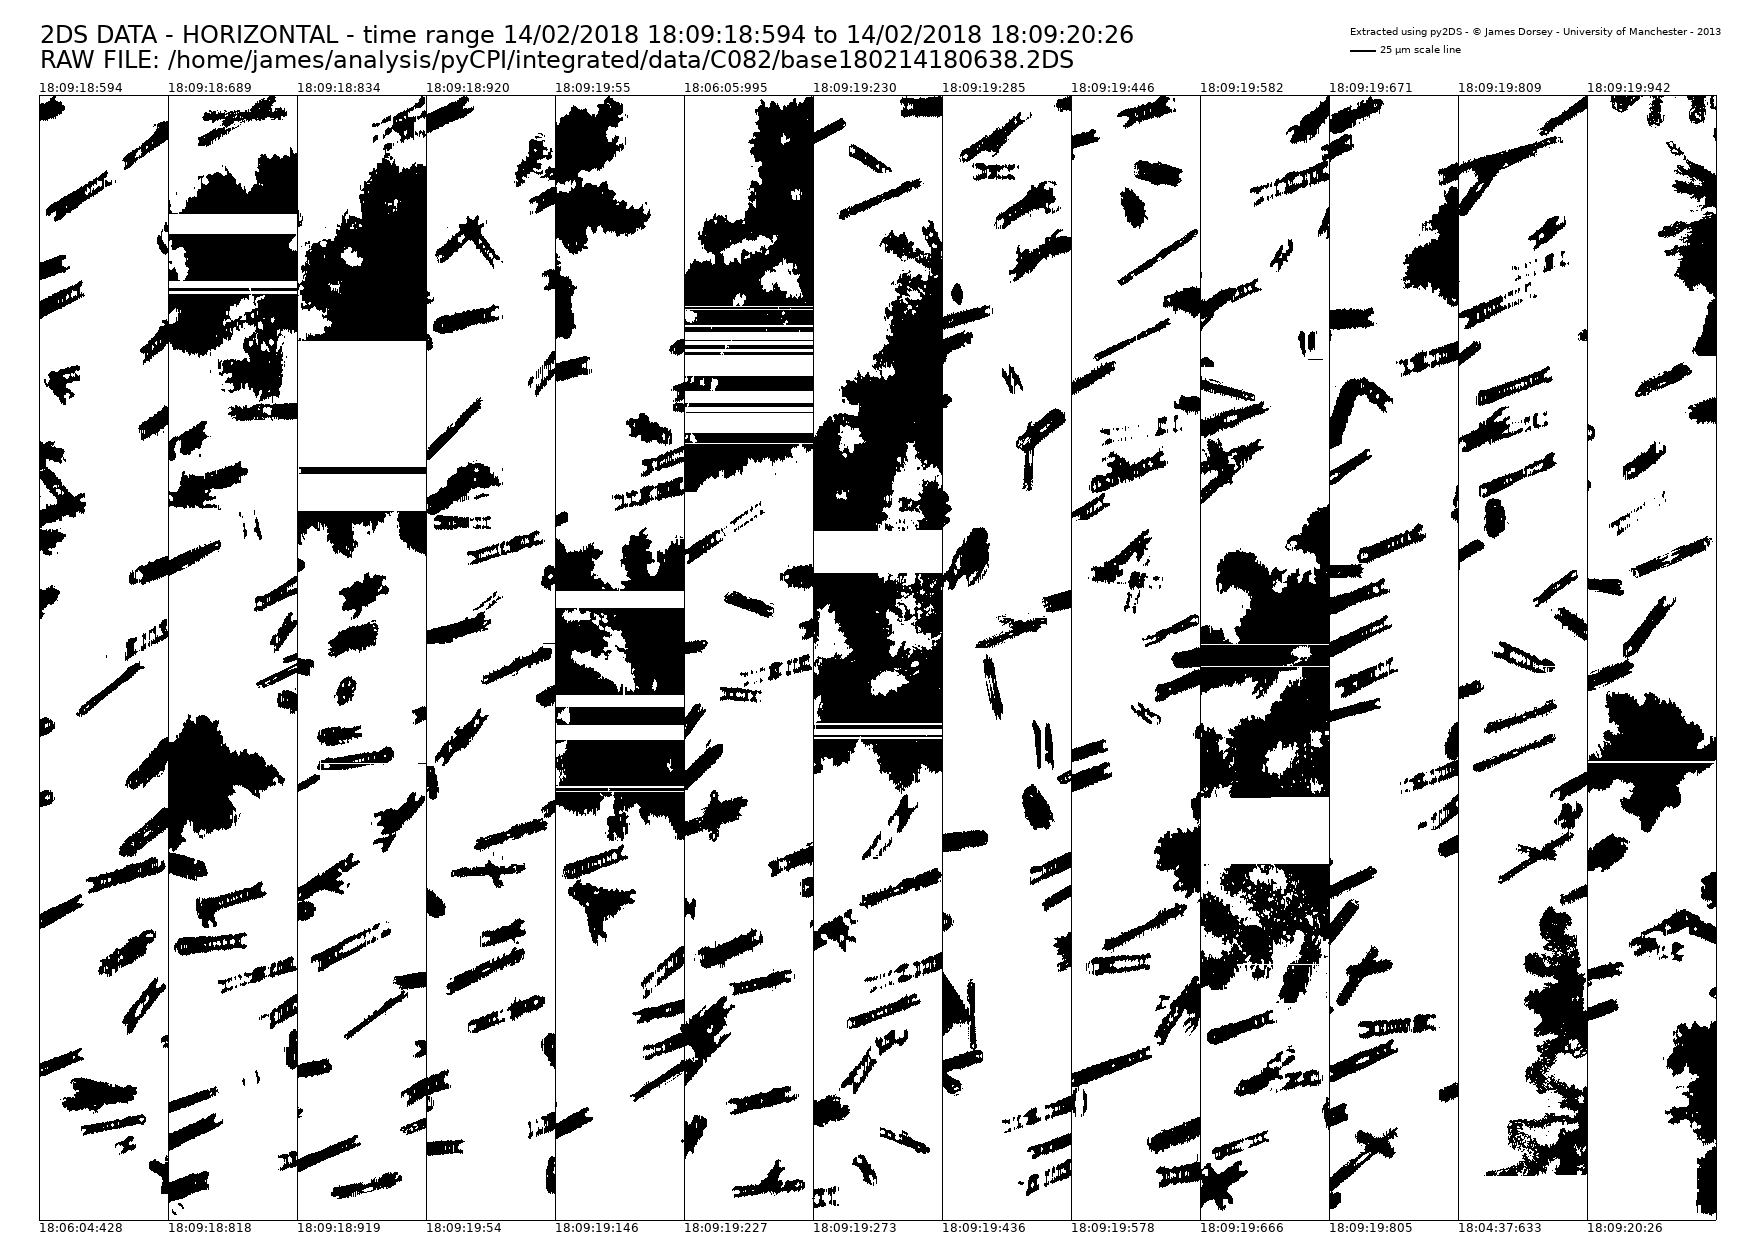 2DS DATA - HORIZONTAL - time range 14/02/2018 18:09:18:594 to 14/02/2018 18:09:20:26
RAW FILE: /home/james/analysis/pyCPI/integrated/data/C082/base180214180638.2DS
Extracted using py2DS - © James Dorsey - University of Manchester - 2013
25 µm scale line
18:09:18:594 18:09:18:689 18:09:18:834 18:09:18:920 18:09:19:55 18:06:05:995 18:09:19:230 18:09:19:285 18:09:19:446 18:09:19:582 18:09:19:671 18:09:19:809 18:09:19:942
18:06:04:428 18:09:18:818 18:09:18:919 18:09:19:54 18:09:19:146 18:09:19:227 18:09:19:273 18:09:19:436 18:09:19:578 18:09:19:666 18:09:19:805 18:04:37:633 18:09:20:26